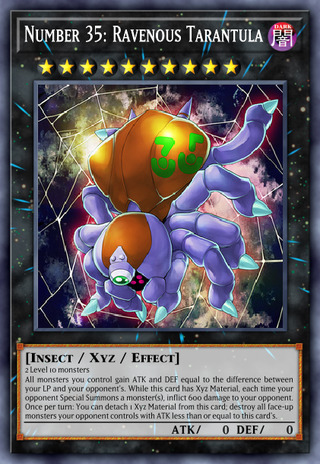 Number 35: Ravenous Tarantula
DARK
闇
35
[Insect / Xyz / Effect]
2 Level 10 monsters
All monsters you control gain ATK and DEF equal to the difference between
your LP and your opponent's. While this card has Xyz Material, each time your
opponent Special Summons a monster(s), inflict 600 damage to your opponent.
Once per turn: You can detach 1 Xyz Material from this card; destroy all face-up
monsters your opponent controls with ATK less than or equal to this card's.
ATK/ 0 DEF/ 0